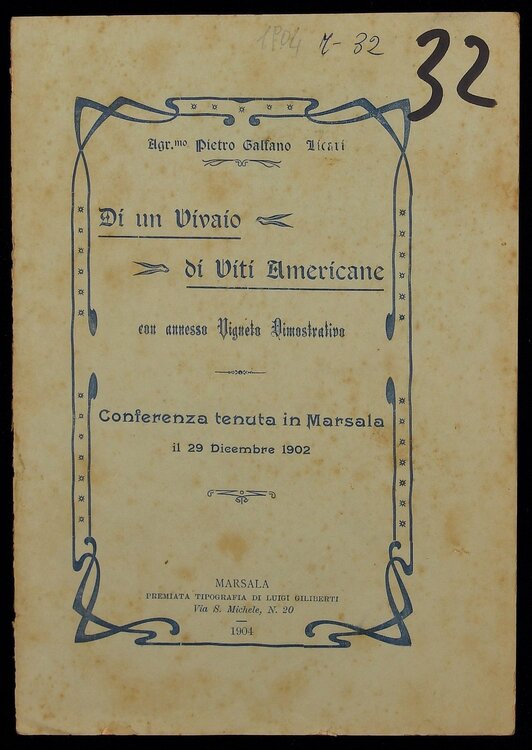 1904 M-32 32
Agr.mo Pietro Galfano Licari
Di un Vivaio
di Viti Americane
con annesso Vigneto Dimostrativo
Conferenza tenuta in Marsala
il 29 Dicembre 1902
MARSALA
PREMIATA TIPOGRAFIA DI LUIGI GILIBERTI
Via S. Michele, N. 20
1904